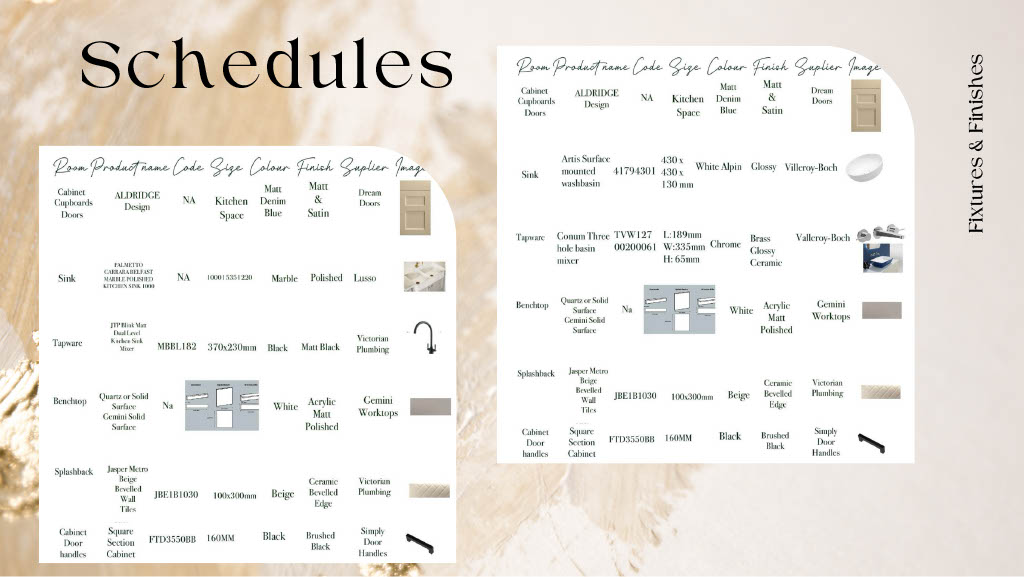 Schedules
Fixtures & Finishes
Room Product name Code Size Colour Finish Suplier Image
Cabinet Cupboards Doors ALDRIDGE Design NA Kitchen Space Matt Denim Blue Matt & Satin Dream Doors
Sink PALMETTO CARRARA BELFAST MARBLE POLISHED KITCHEN SINK 1000 NA 100015351220 Marble Polished Lusso
Tapware JTP Blink Matt Dual Level Kitchen Sink Mixer MBBL182 370x230mm Black Matt Black Victorian Plumbing
Benchtop Quartz or Solid Surface Gemini Solid Surface Na White Acrylic Matt Polished Gemini Worktops
Splashback Jasper Metro Beige Bevelled Wall Tiles JBE1B1030 100x300mm Beige Ceramic Bevelled Edge Victorian Plumbing
Cabinet Door handles Square Section Cabinet FTD3550BB 160MM Black Brushed Black Simply Door Handles
Room Product name Code Size Colour Finish Suplier Image
Cabinet Cupboards Doors ALDRIDGE Design NA Kitchen Space Matt Denim Blue Matt & Satin Dream Doors
Sink Artis Surface mounted washbasin 41794301 430 x 430 x 130 mm White Alpin Glossy Villeroy-Boch
Tapware Conum Three hole basin mixer TVW127 00200061 L:189mm W:335mm H: 65mm Chrome Brass Glossy Ceramic Valleroy-Boch
Benchtop Quartz or Solid Surface Gemini Solid Surface Na White Acrylic Matt Polished Gemini Worktops
Splashback Jasper Metro Beige Bevelled Wall Tiles JBE1B1030 100x300mm Beige Ceramic Bevelled Edge Victorian Plumbing
Cabinet Door Handles Square Section Cabinet FTD3550BB 160MM Black Brushed Black Simply Door Handles